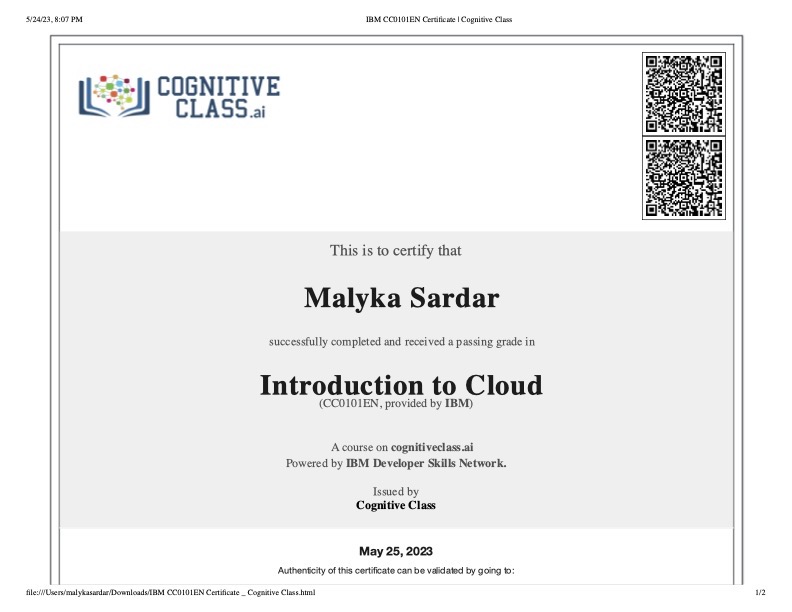 5/24/23, 8:07 PM
IBM CC0101EN Certificate | Cognitive Class
COGNITIVE
CLASS.ai
This is to certify that
Malyka Sardar
successfully completed and received a passing grade in
Introduction to Cloud
(CC0101EN, provided by IBM)
A course on cognitiveclass.ai
Powered by IBM Developer Skills Network.
Issued by
Cognitive Class
May 25, 2023
Authenticity of this certificate can be validated by going to:
file:///Users/malykasardar/Downloads/IBM CC0101EN Certificate _ Cognitive Class.html
1/2